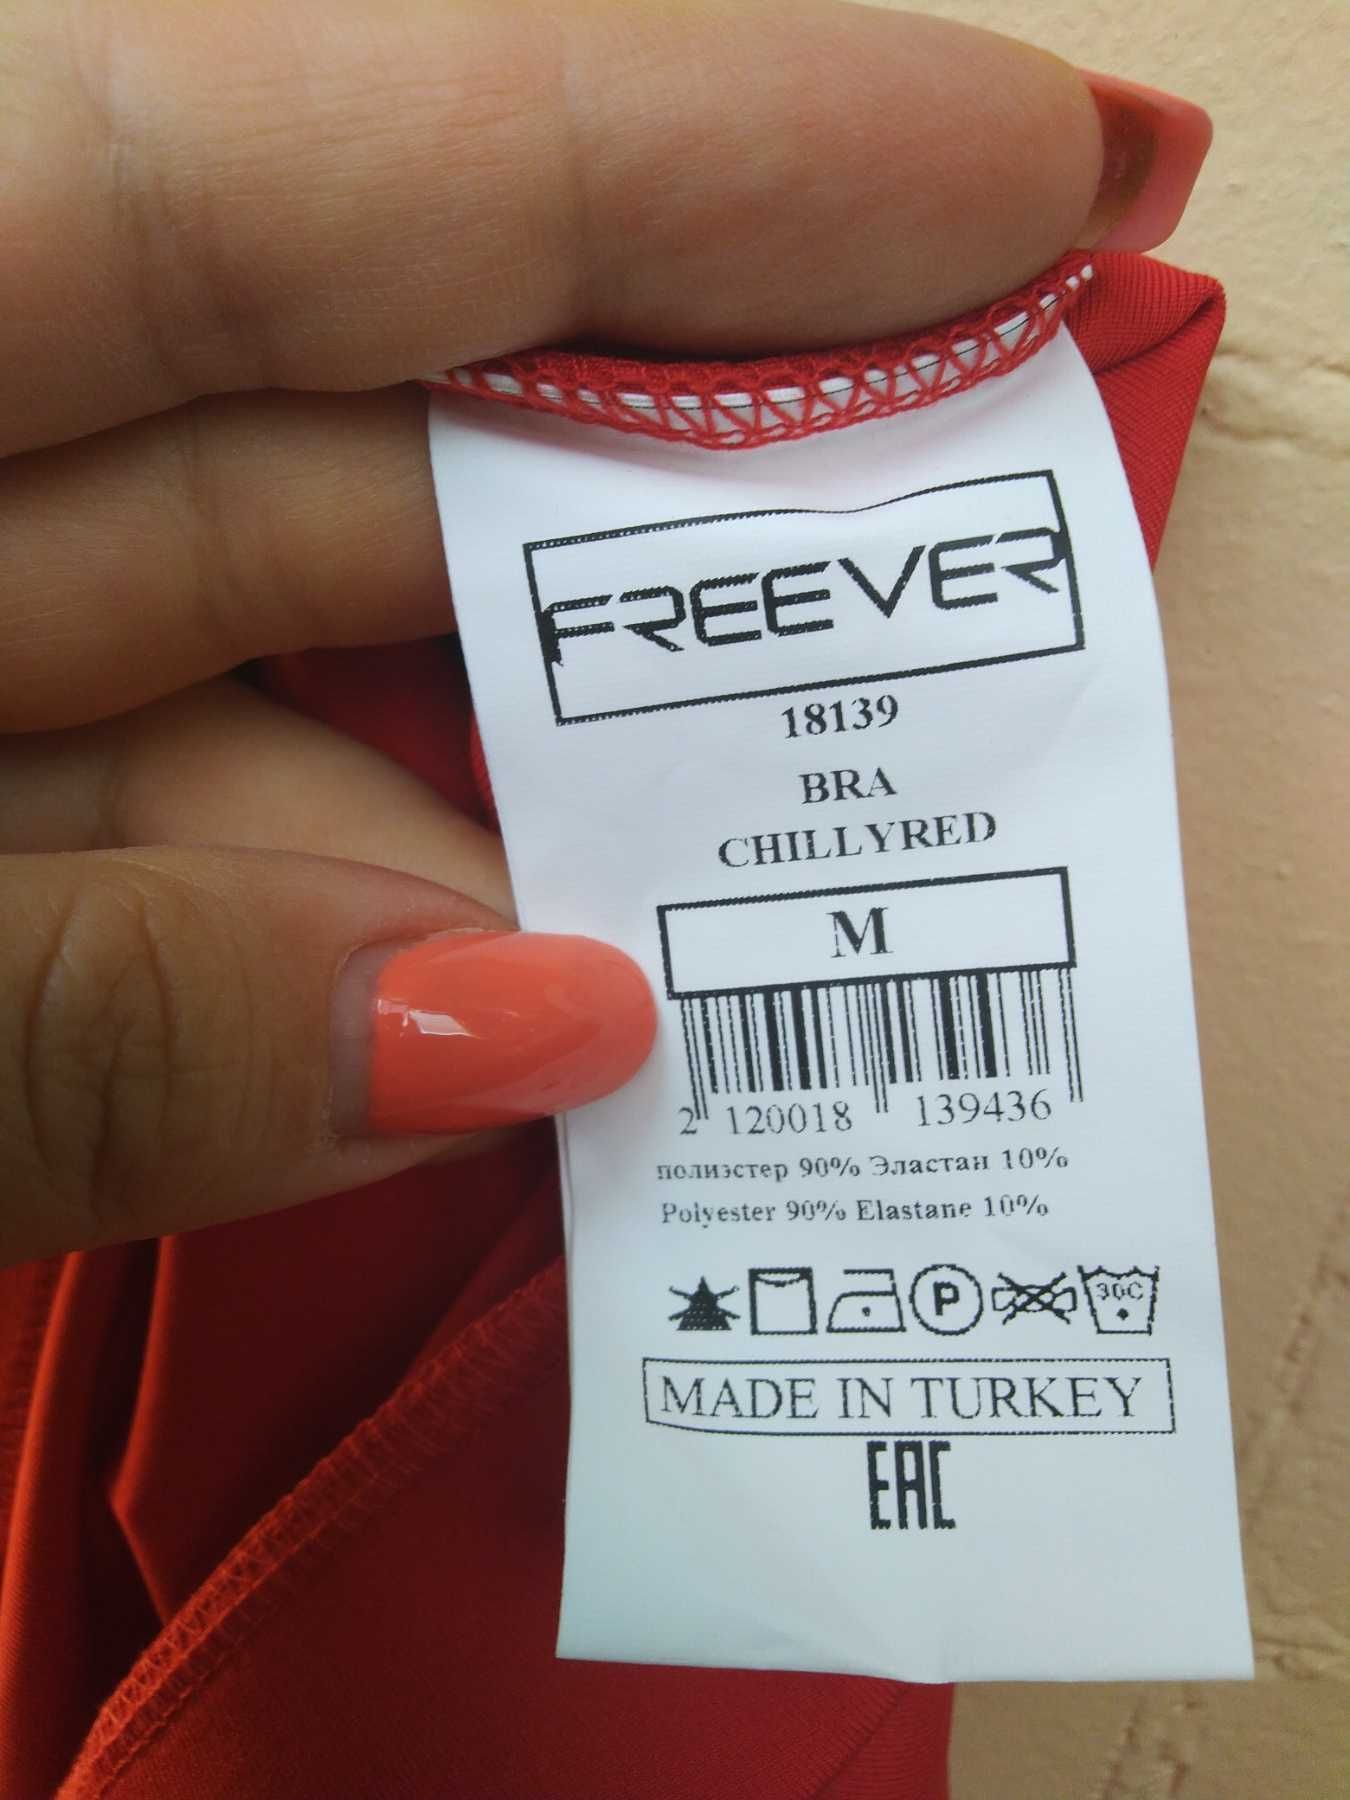 FREEVER
18139
BRA
CHILLYRED
M
2 120018 139436
полиэстер 90% Эластан 10%
Polyester 90% Elastane 10%
P 30C
MADE IN TURKEY
EAC